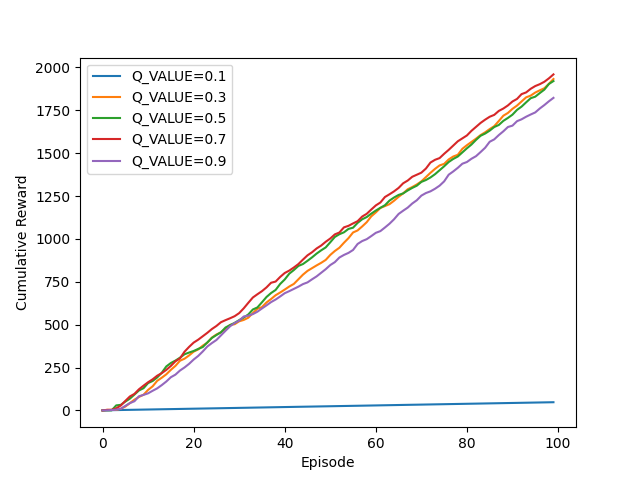 2000
1750
1500
1250
1000
750
500
250
0
Cumulative Reward
Q_VALUE=0.1
Q_VALUE=0.3
Q_VALUE=0.5
Q_VALUE=0.7
Q_VALUE=0.9
0 20 40 60 80 100
Episode